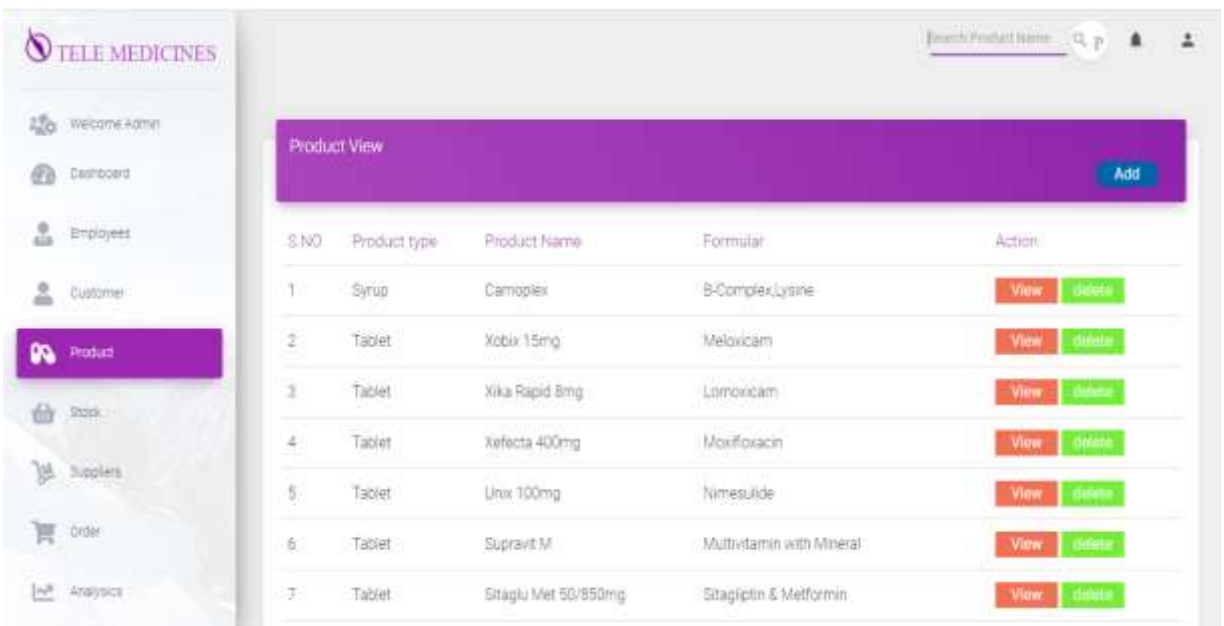 TELE MEDICINES
Search Product Name
Welcome Admin
Dashboard
Employees
Customer
Product
Stock
Suppliers
Order
Product View
Add
S.NO Product type Product Name Formular Action
1 Syrup Camoplex B-Complex,Lysine View delete
2 Tablet Xobix 15mg Meloxicam View delete
3 Tablet Xika Rapid 8mg Lornoxicam View delete
4 Tablet Xefecta 400mg Moxifloxacin View delete
5 Tablet Unix 100mg Nimesulide View delete
6 Tablet Supravit M Multivitamin with Mineral View delete
7 Tablet Sitaglu Met 50/850mg Sitagliptin & Metformin View delete